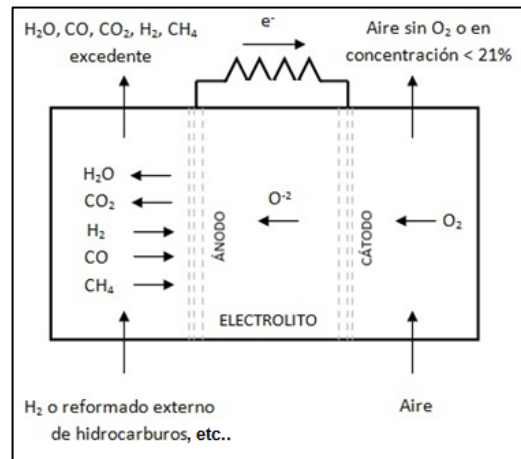 H₂O, CO, CO₂, H₂, CH₄
excedente
e⁻
Aire sin O₂ o en
concentración < 21%
H₂O
CO₂
H₂
CO
CH₄
ÁNODO
O⁻²
CÁTODO
O₂
ELECTROLITO
H₂ o reformado externo
de hidrocarburos, etc..
Aire